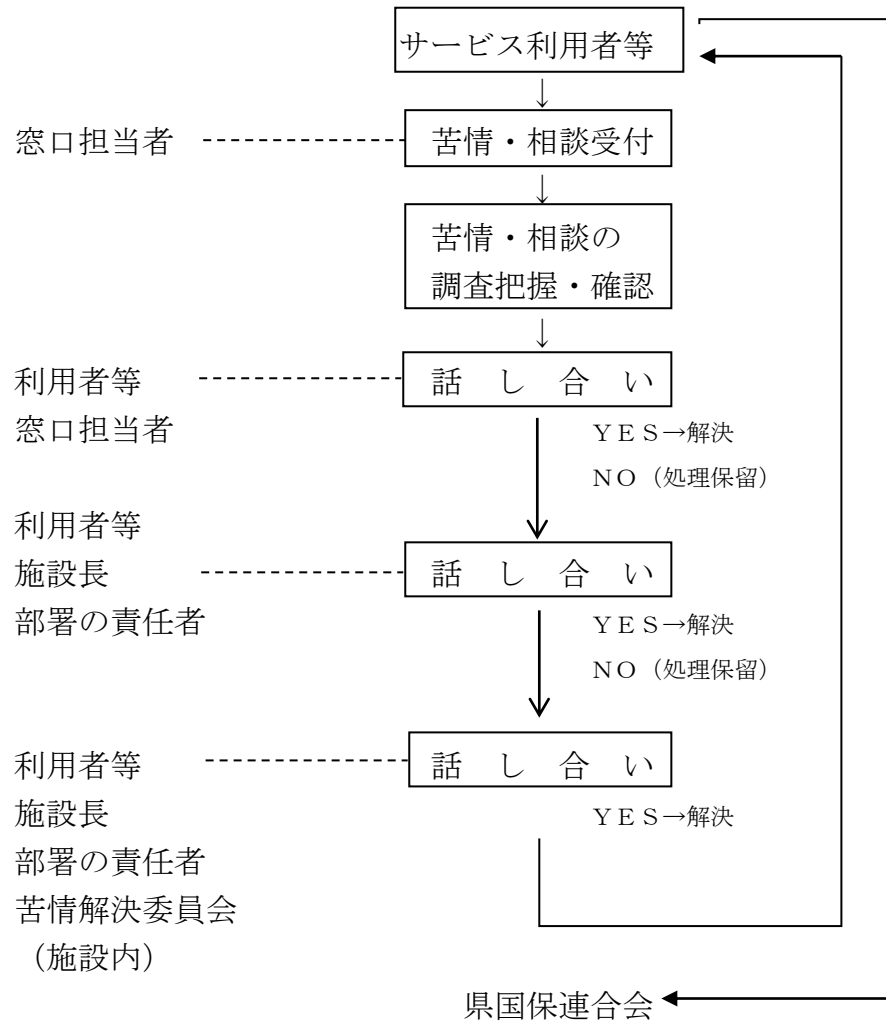 サービス利用者等
↓
窓口担当者
苦情・相談受付
↓
苦情・相談の
調査把握・確認
↓
利用者等
窓口担当者
話し合い
ＹＥＳ→解決
ＮＯ（処理保留）
利用者等
施設長
部署の責任者
話し合い
ＹＥＳ→解決
ＮＯ（処理保留）
利用者等
施設長
部署の責任者
苦情解決委員会
（施設内）
話し合い
ＹＥＳ→解決
県国保連合会